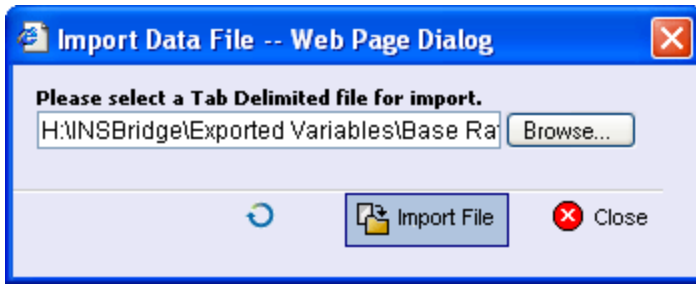 Import Data File -- Web Page Dialog
Please select a Tab Delimited file for import.
H:\INSBridge\Exported Variables\Base Ra Browse...
Import File Close